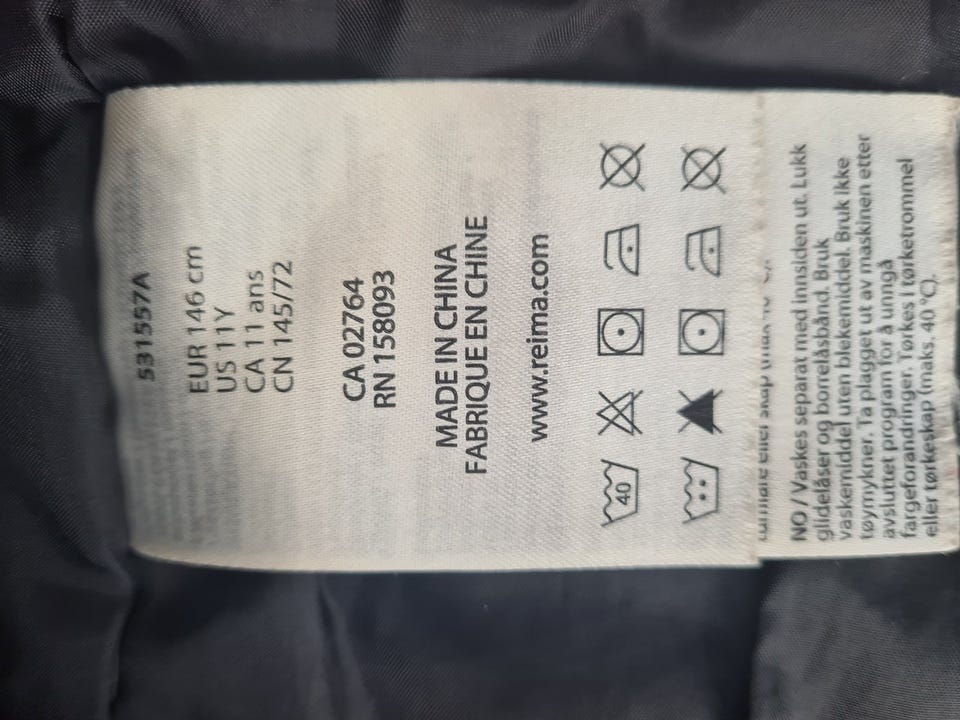 531557A
EUR 146 cm
US 11Y
CA 11 ans
CN 145/72
CA 02764
RN 158093
MADE IN CHINA
FABRIQUE EN CHINE
www.reima.com
40
NO / Vaskes separat med innsiden ut. Lukk
glidelåser og borrelåsbånd. Bruk
vaskemiddel uten blekemiddel. Bruk ikke
tøymykner. Ta plagget ut av maskinen etter
avsluttet program for å unngå
fargeforandringer. Tørkes i tørketrommel
eller tørkeskap (maks. 40 °C).